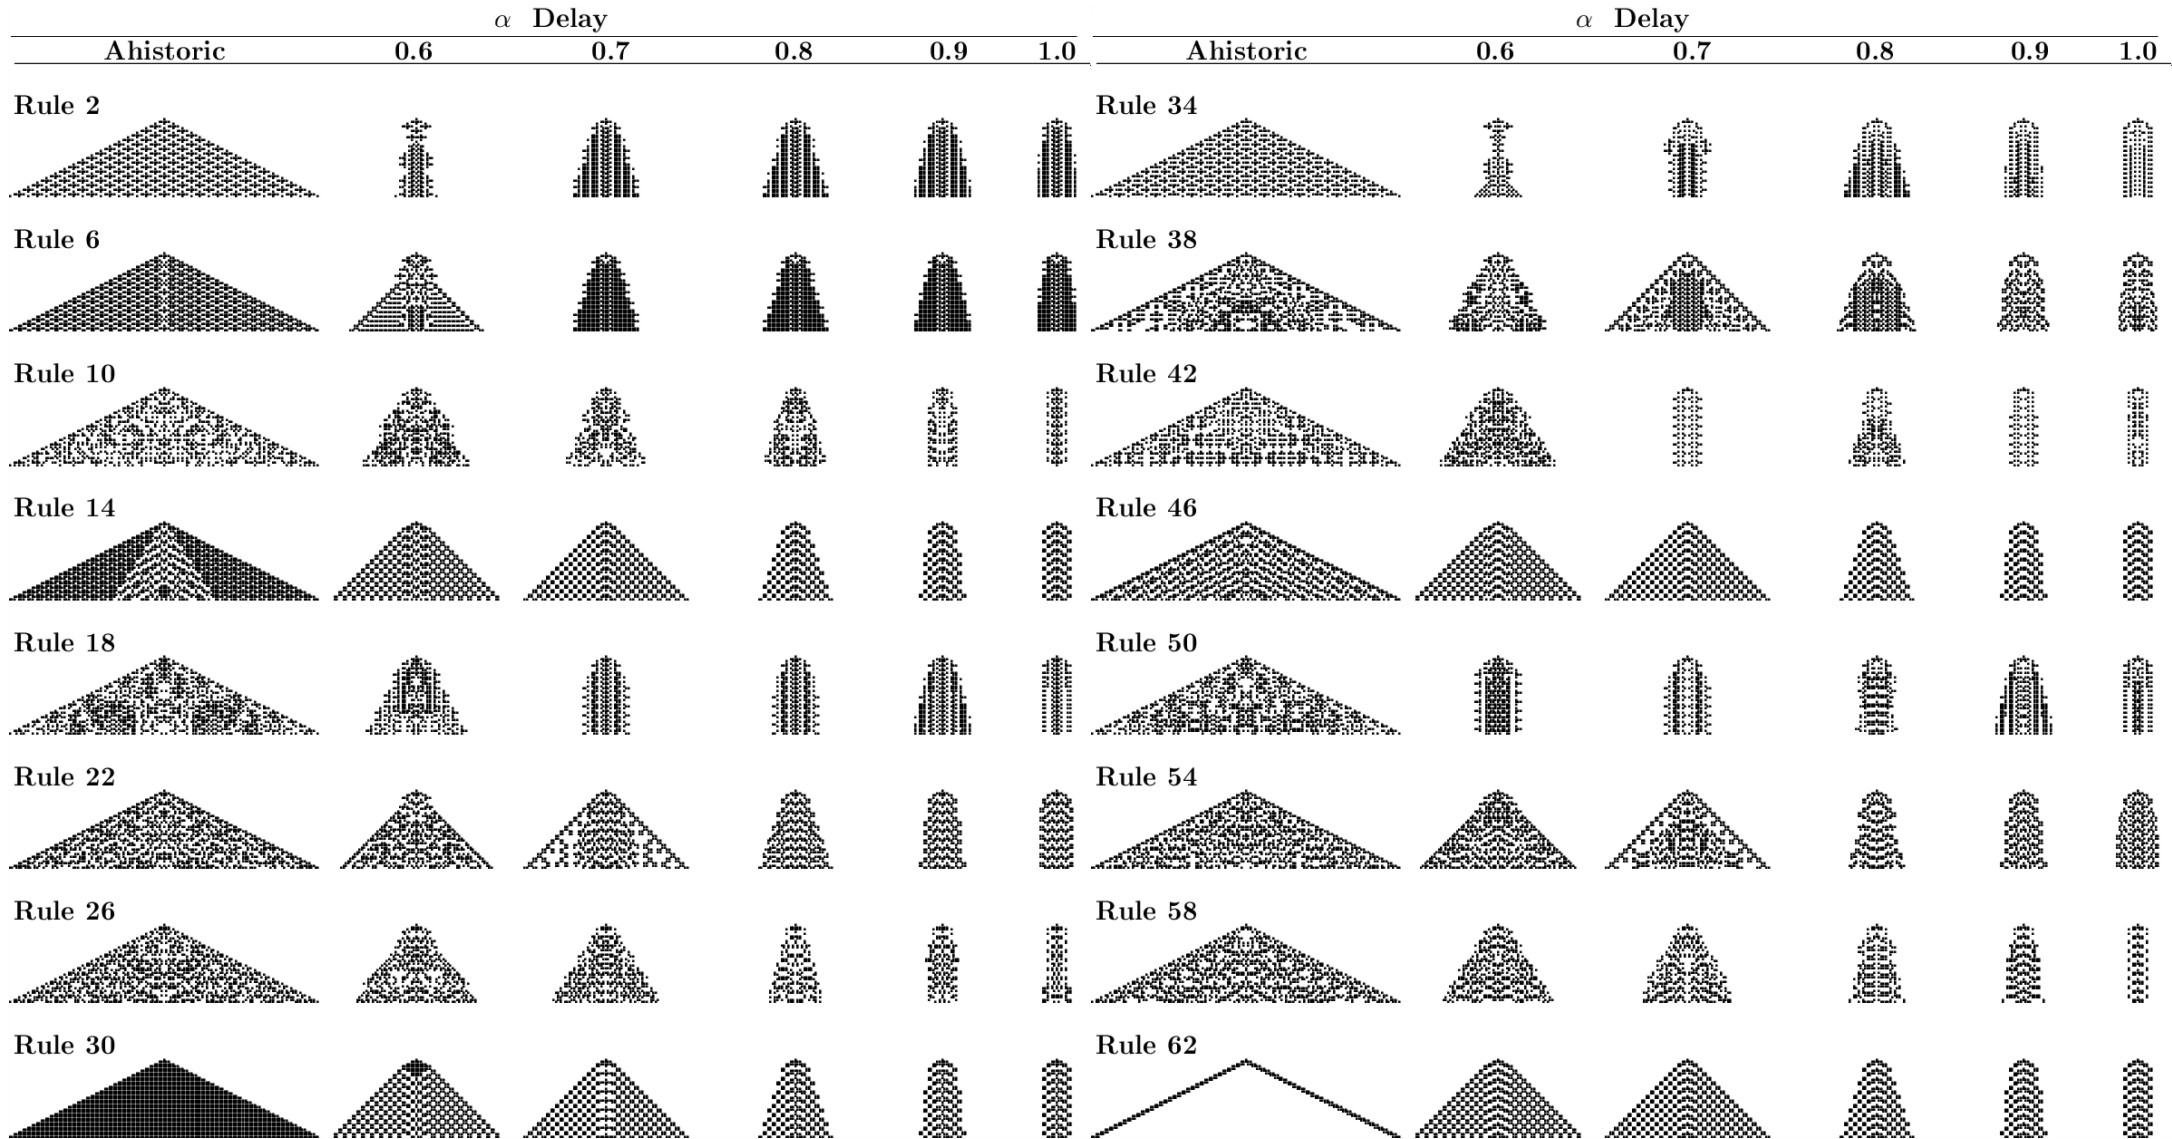 α Delay α Delay
Ahistoric 0.6 0.7 0.8 0.9 1.0 Ahistoric 0.6 0.7 0.8 0.9 1.0
Rule 2 Rule 34
Rule 6 Rule 38
Rule 10 Rule 42
Rule 14 Rule 46
Rule 18 Rule 50
Rule 22 Rule 54
Rule 26 Rule 58
Rule 30 Rule 62